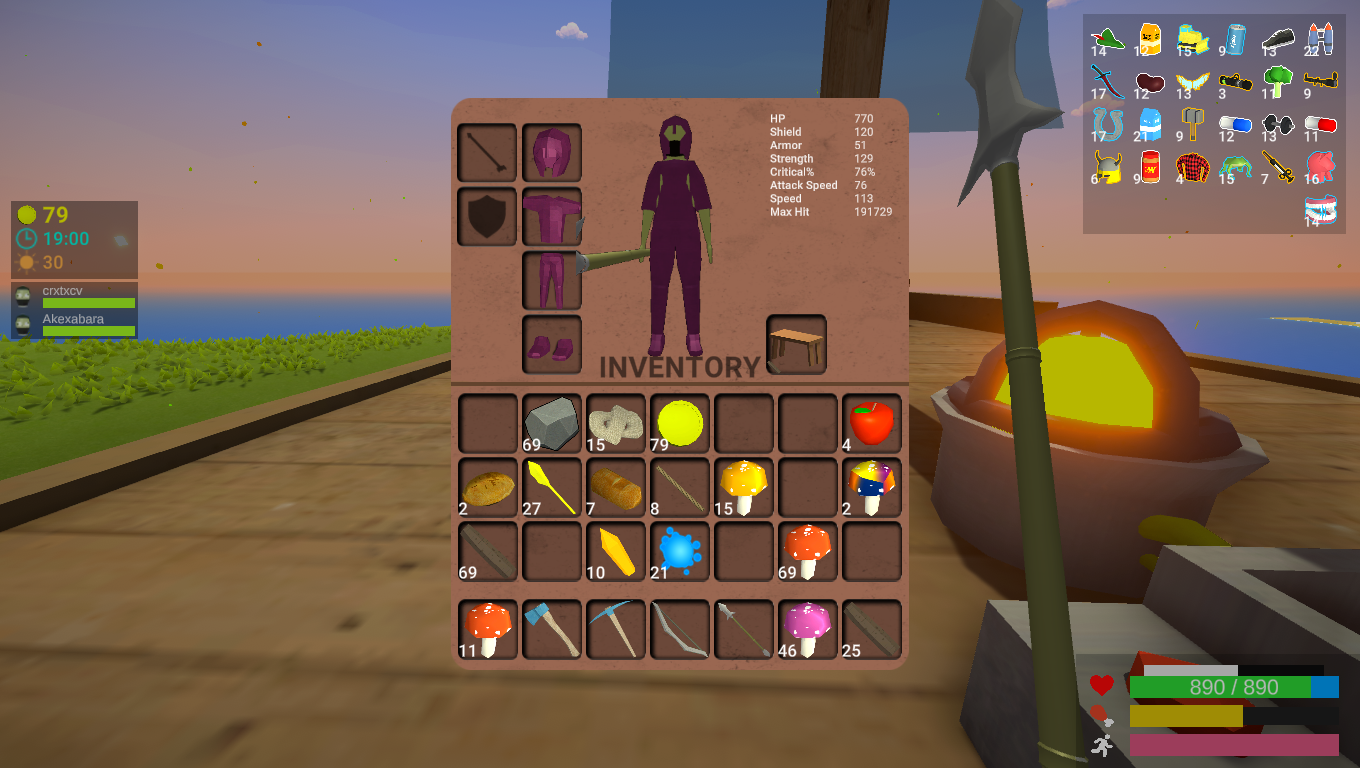 79
19:00
30
crxtxcv
Akexabara
HP 770
Shield 120
Armor 51
Strength 129
Critical% 76%
Attack Speed 76
Speed 113
Max Hit 191729
INVENTORY
69 15 79 4
2 27 7 8 15 2
69 10 21 69
11 46 25
14 12 15 9 13 22
17 12 13 3 11 9
17 21 9 12 13 11
6 9 4 15 7 16
14
890 / 890